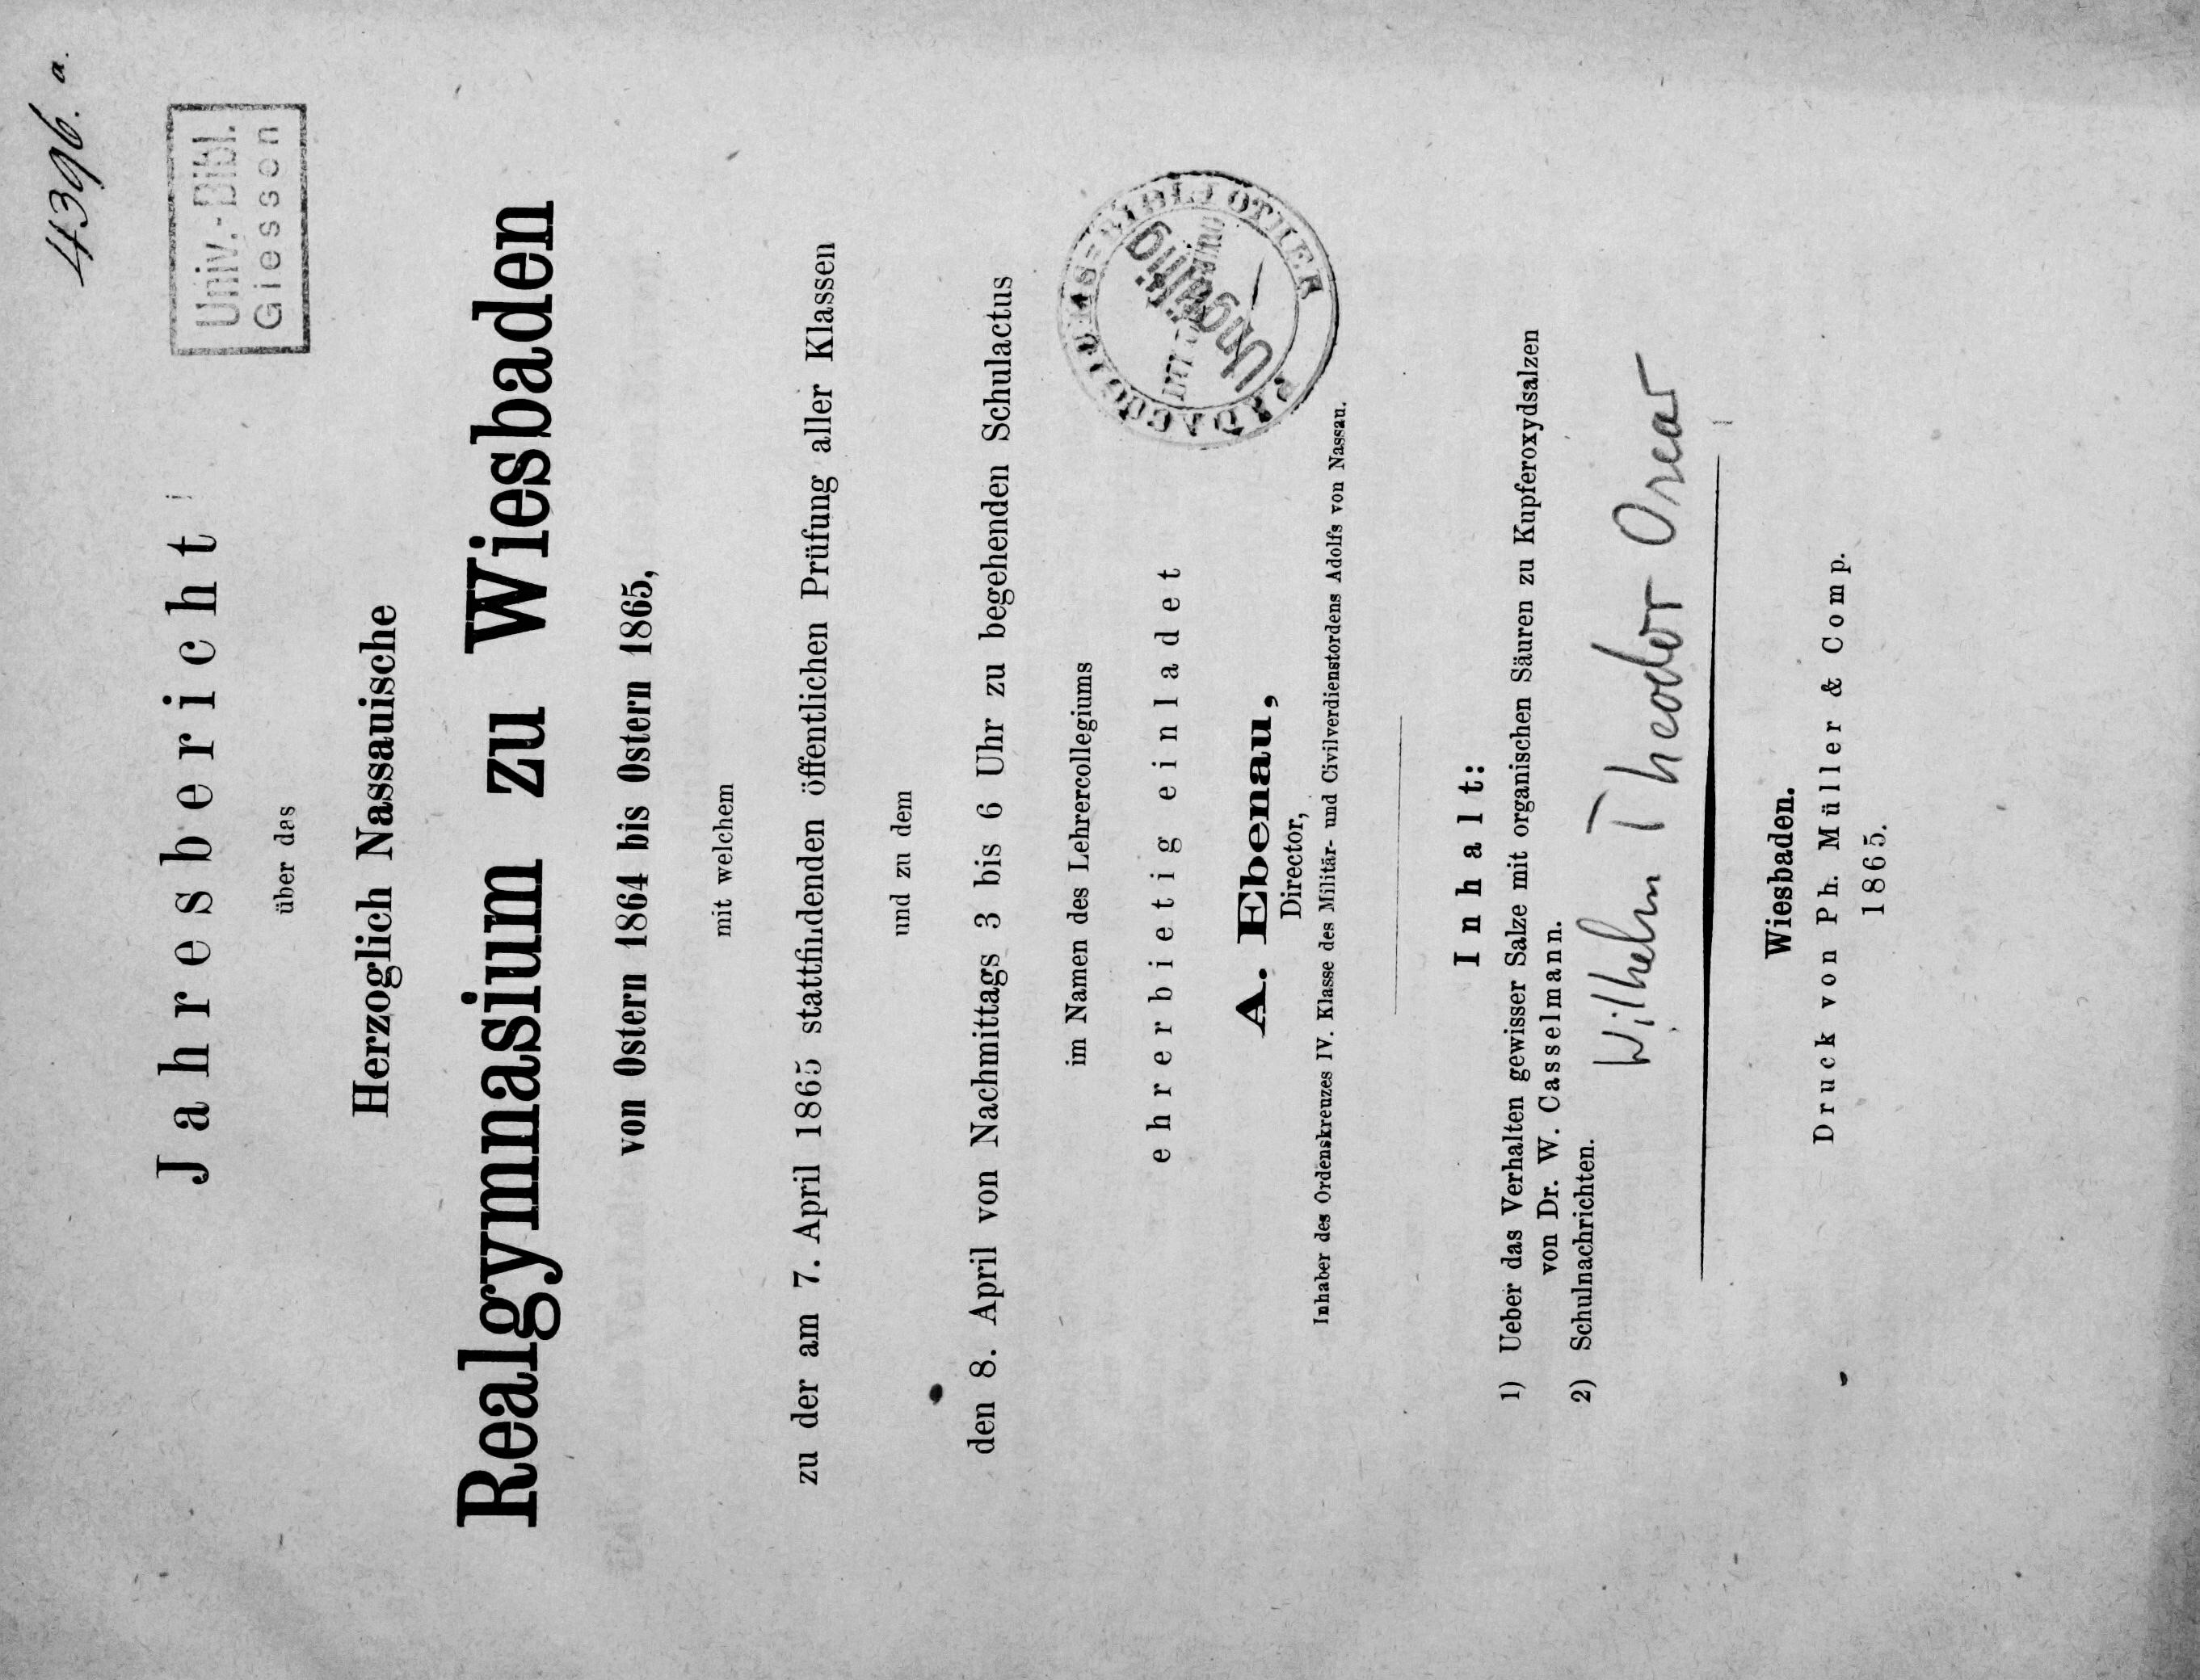 4396. a.
Univ.-Bibl.
Giessen
Jahresbericht
über das
Herzoglich Nassauische
Realgymnasium zu Wiesbaden
von Ostern 1864 bis Ostern 1865,
mit welchem
zu der am 7. April 1865 stattfindenden öffentlichen Prüfung aller Klassen
und zu dem
den 8. April von Nachmittags 3 bis 6 Uhr zu begehenden Schulactus
im Namen des Lehrercollegiums
ehrerbietig einladet
A. Ebenau,
Director,
Inhaber des Ordenskreuzes IV. Klasse des Militär- und Civilverdienstordens Adolfs von Nassau.
Ungültig
Inhalt:
1) Ueber das Verhalten gewisser Salze mit organischen Säuren zu Kupferoxydsalzen
von Dr. W. Casselmann.
2) Schulnachrichten.
Wilhelm Theodor Oscar
Wiesbaden.
Druck von Ph. Müller & Comp.
1865.